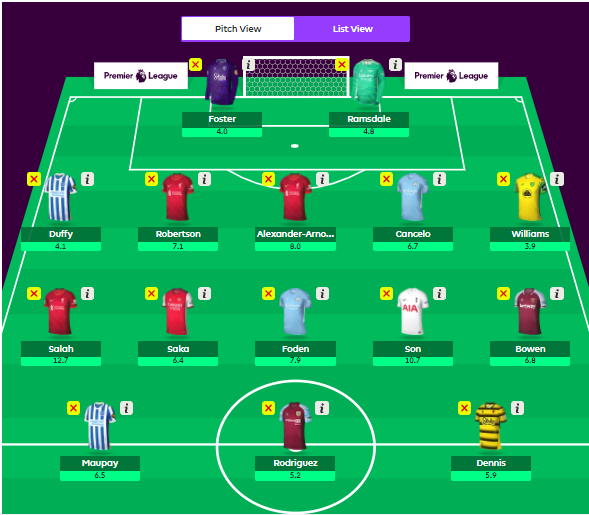 Pitch View
List View
Premier League
Premier League
Foster
4.0
Ramsdale
4.8
Duffy
4.1
Robertson
7.1
Alexander-Arno...
8.0
Cancelo
6.7
Williams
3.9
AIA
Salah
12.7
Saka
6.4
Foden
7.9
Son
10.7
Bowen
6.8
Maupay
6.5
Rodriguez
5.2
Dennis
5.9